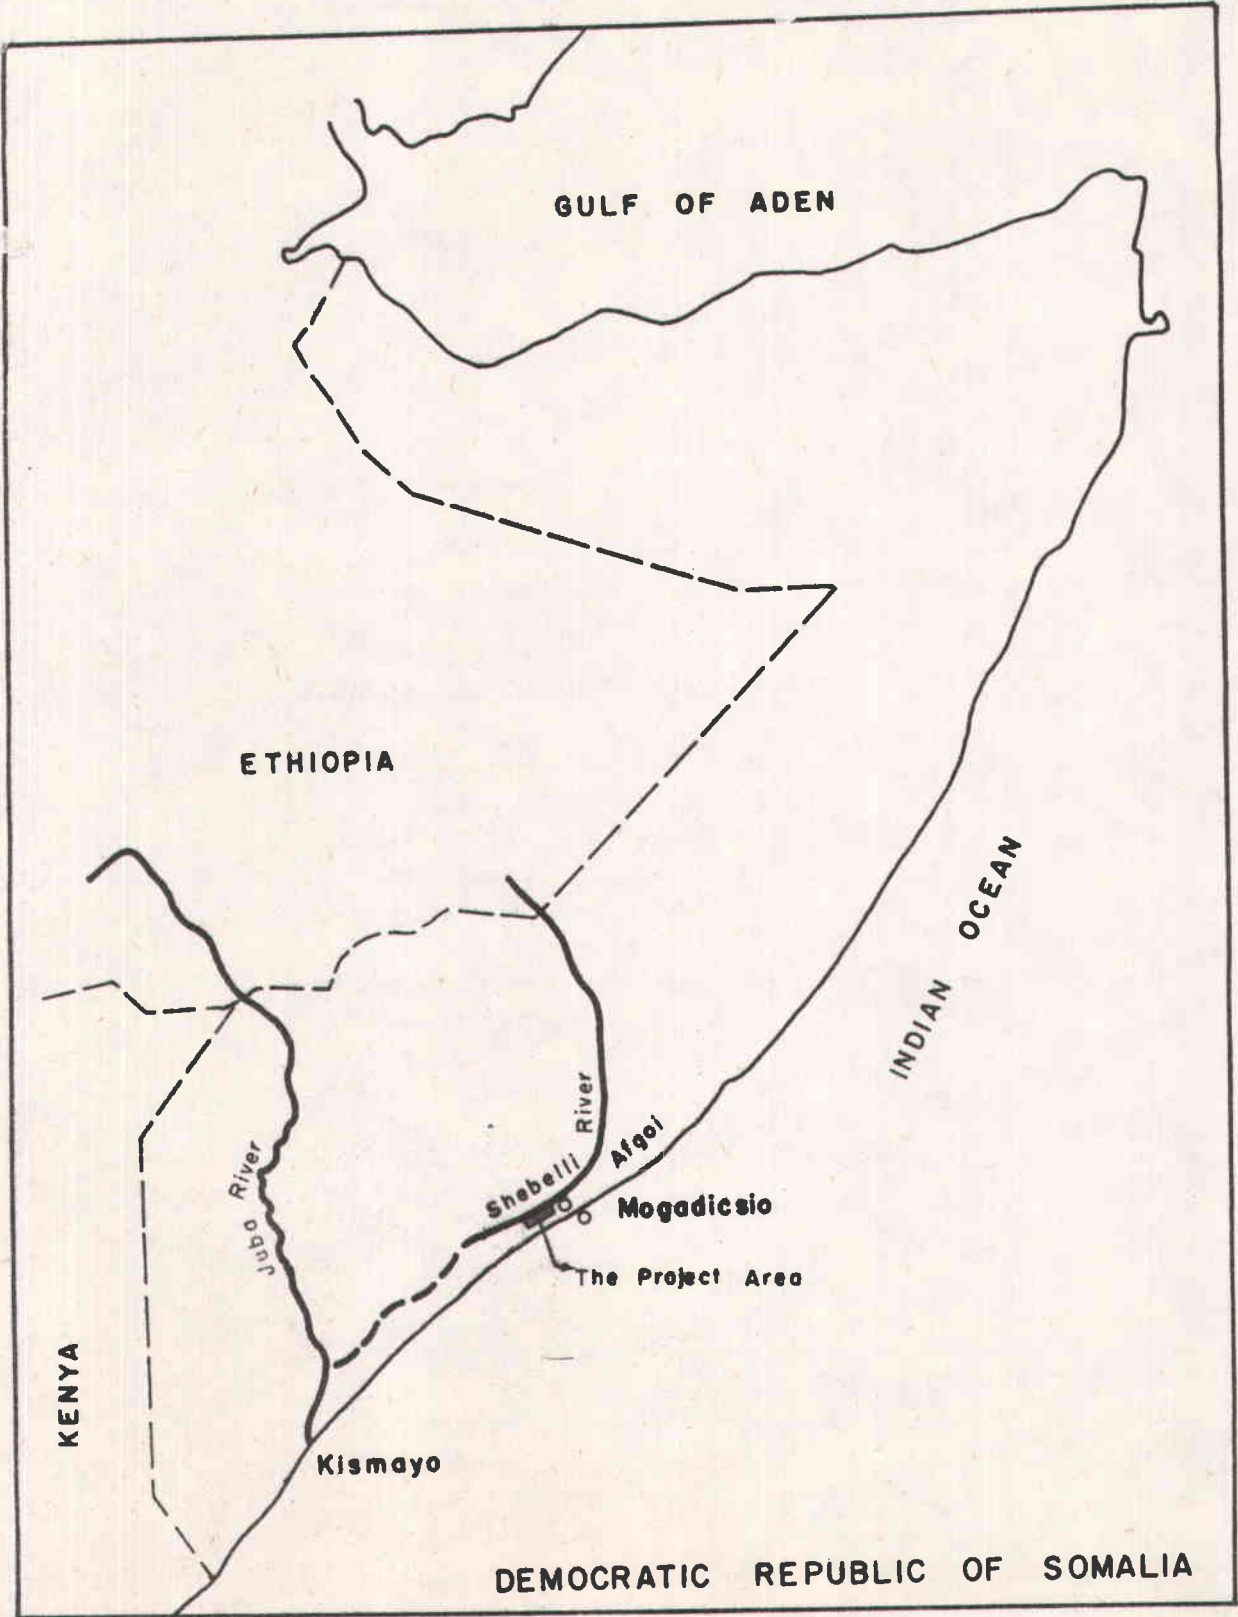 GULF OF ADEN
ETHIOPIA
INDIAN OCEAN
Shebelli River
Afgoi
Juba River
Mogadicsio
The Project Area
KENYA
Kismayo
DEMOCRATIC REPUBLIC OF SOMALIA